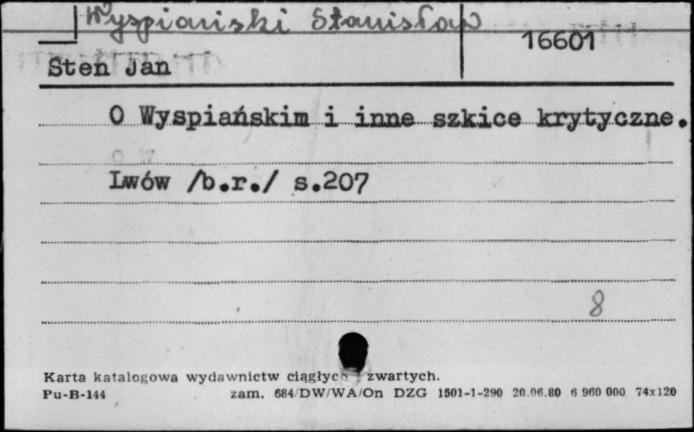 Wyspiański Stanisław
16601
Sten Jan
O Wyspiańskim i inne szkice krytyczne.
Lwów /b.r./ s.207
8
Karta katalogowa wydawnictw ciągłych i zwartych.
Pu-B-144 zam. 684/DW/WA/On DZG 1501-1-290 20.06.80 6 960 000 74x120